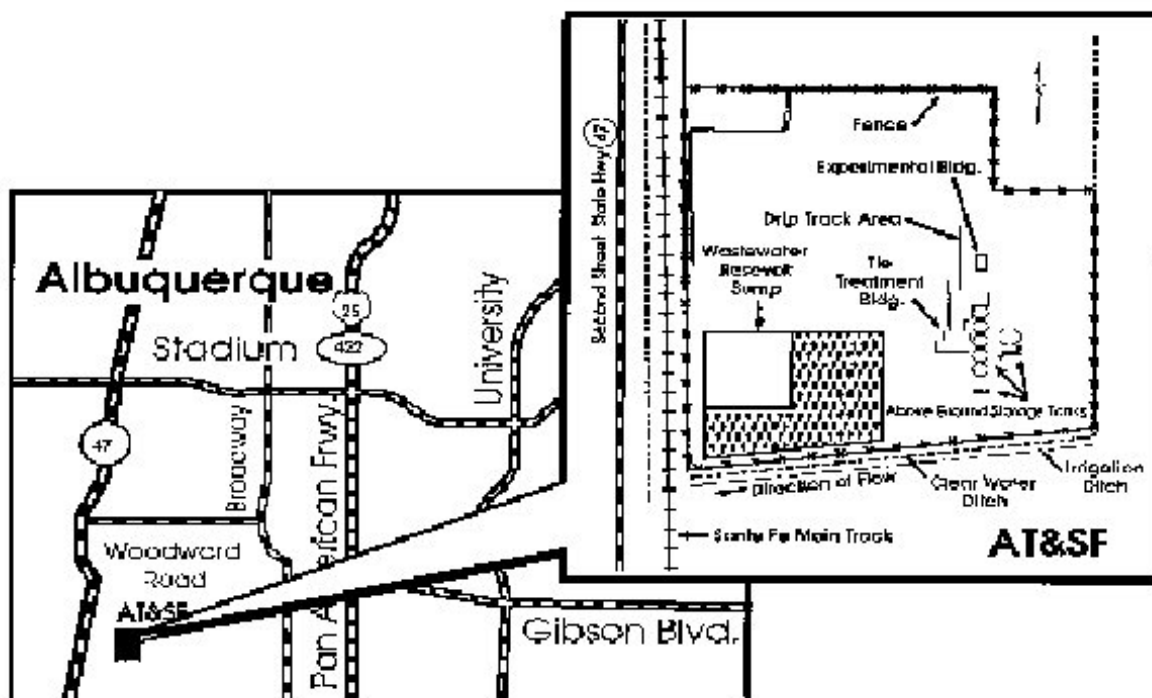 Albuquerque
25
Stadium
422
University
47
Broadway
Pan American Frwy.
Woodward
Road
AT&SF
Gibson Blvd.
Second Street State Hwy 47
Fence
Experimental Bldg.
Drip Track Area
Wastewater
Reservoir
Sump
Tie
Treatment
Bldg.
Above Ground Storage Tanks
Direction of Flow
Clear Water
Ditch
Irrigation
Ditch
Santa Fe Main Track
AT&SF